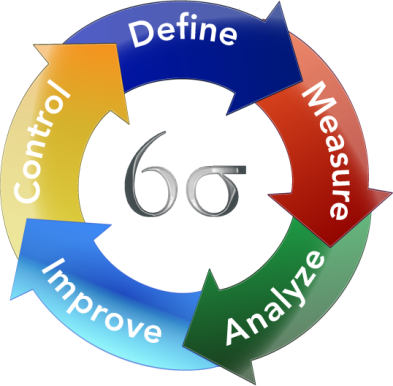 Define
Measure
Analyze
Improve
Control
6σ